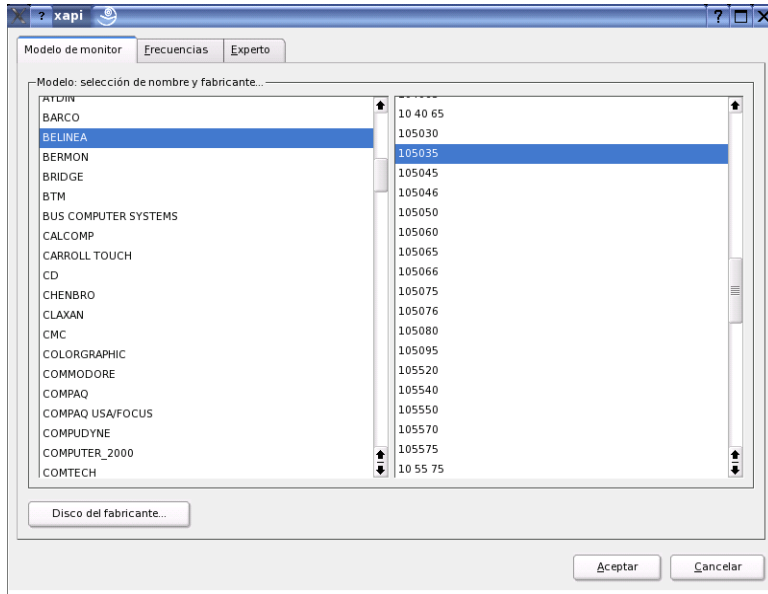 ? xapi ?
Modelo de monitor Frecuencias Experto
Modelo: selección de nombre y fabricante...
AYDIN
BARCO
BELINEA
BERMON
BRIDGE
BTM
BUS COMPUTER SYSTEMS
CALCOMP
CARROLL TOUCH
CD
CHENBRO
CLAXAN
CMC
COLORGRAPHIC
COMMODORE
COMPAQ
COMPAQ USA/FOCUS
COMPUDYNE
COMPUTER_2000
COMTECH
10 40 65
105030
105035
105045
105046
105050
105060
105065
105066
105075
105076
105080
105095
105520
105540
105550
105570
105575
10 55 75
Disco del fabricante...
Aceptar Cancelar